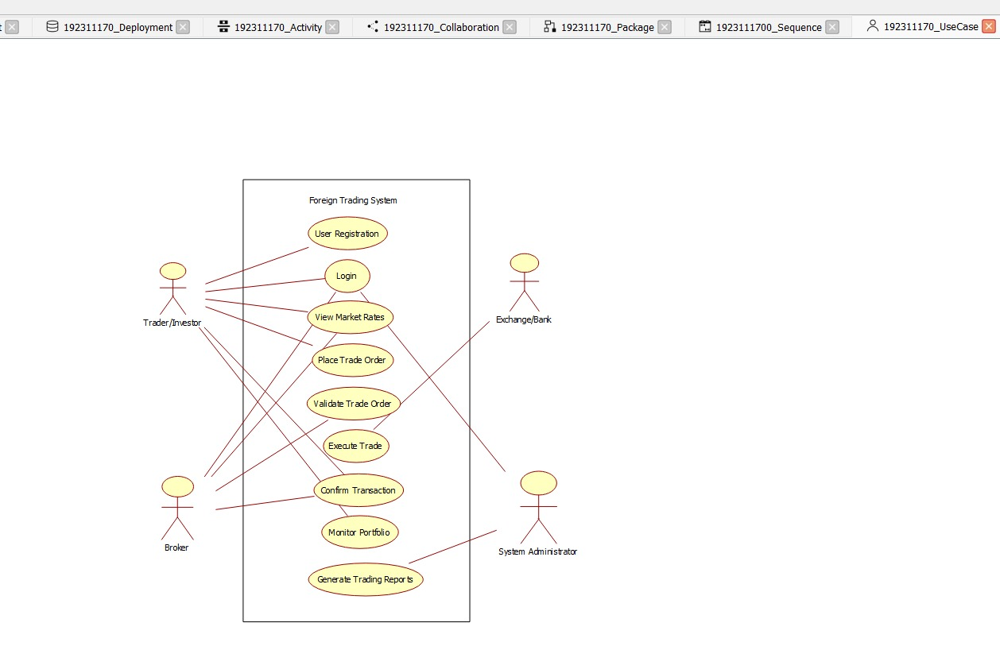 t
192311170_Deployment
192311170_Activity
192311170_Collaboration
192311170_Package
1923111700_Sequence
192311170_UseCase
Foreign Trading System
User Registration
Login
Trader/Investor
View Market Rates
Exchange/Bank
Place Trade Order
Validate Trade Order
Execute Trade
Confirm Transaction
Monitor Portfolio
Broker
System Administrator
Generate Trading Reports